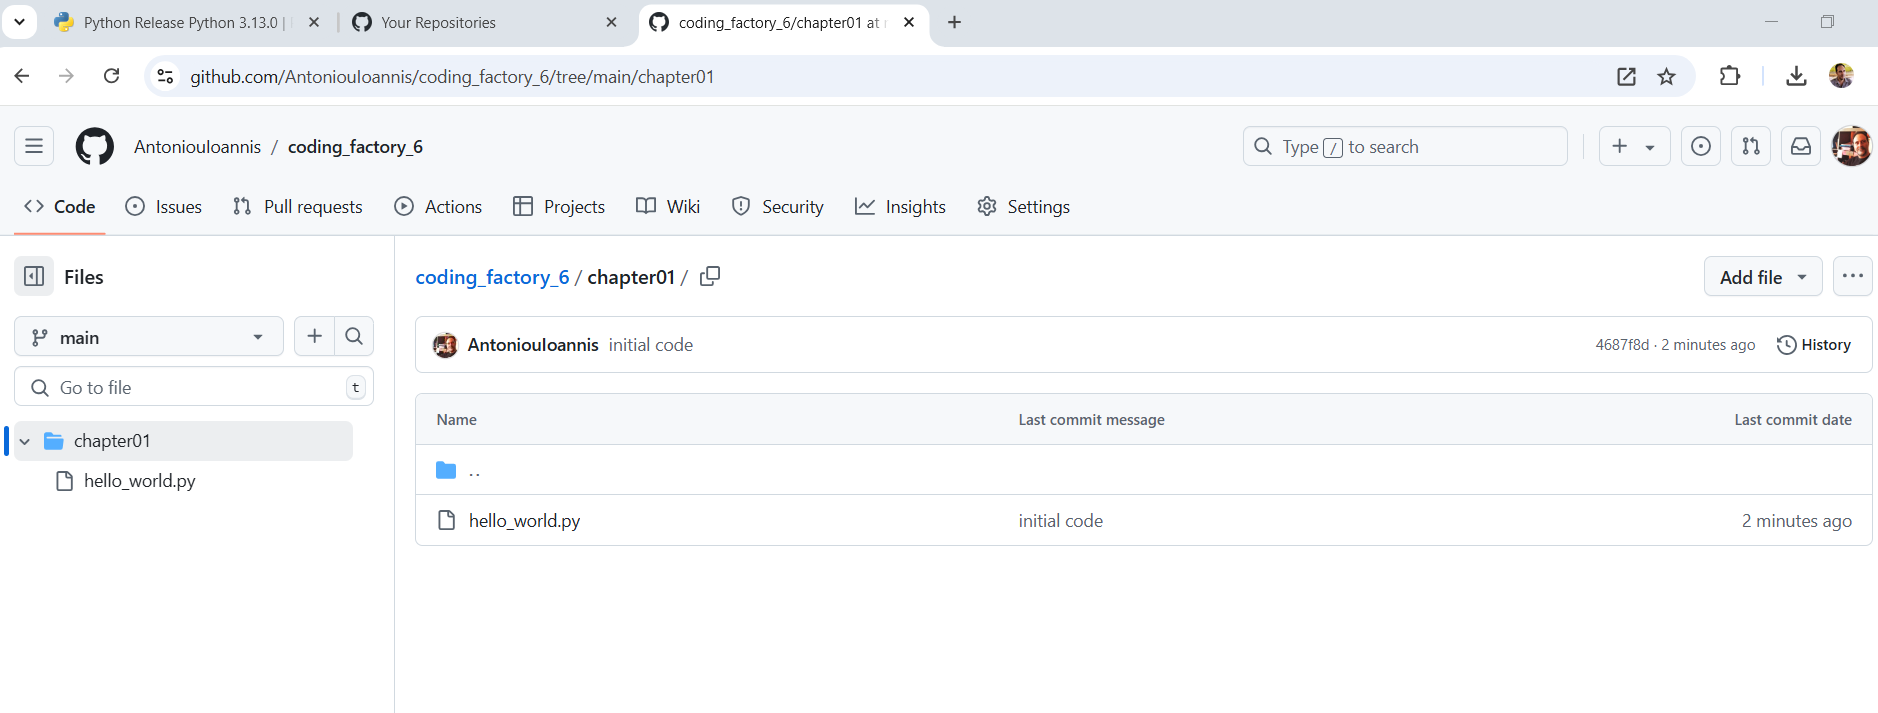 Python Release Python 3.13.0 |
Your Repositories
coding_factory_6/chapter01 at
github.com/AntoniouIoannis/coding_factory_6/tree/main/chapter01
AntoniouIoannis / coding_factory_6
Type / to search
Code Issues Pull requests Actions Projects Wiki Security Insights Settings
Files
coding_factory_6 / chapter01 /
Add file
main
AntoniouIoannis initial code
4687f8d · 2 minutes ago
History
Go to file
t
Name Last commit message Last commit date
chapter01
..
hello_world.py
hello_world.py initial code 2 minutes ago